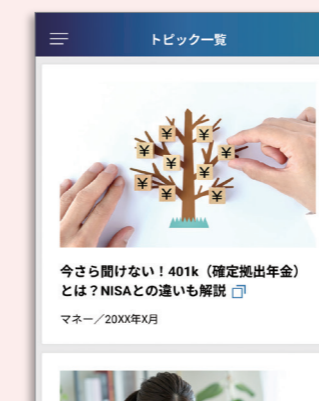 トピック一覧
¥ ¥
¥ ¥
¥ ¥
¥ ¥ ¥
今さら聞けない！401k（確定拠出年金）
とは？NISAとの違いも解説
マネー／20XX年X月